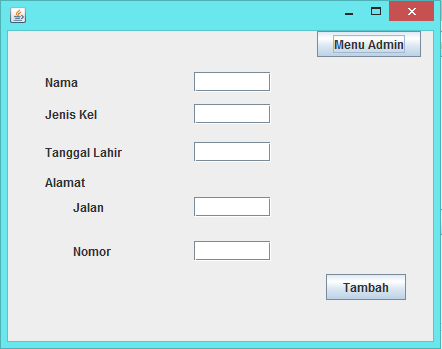 Menu Admin
Nama
Jenis Kel
Tanggal Lahir
Alamat
Jalan
Nomor
Tambah